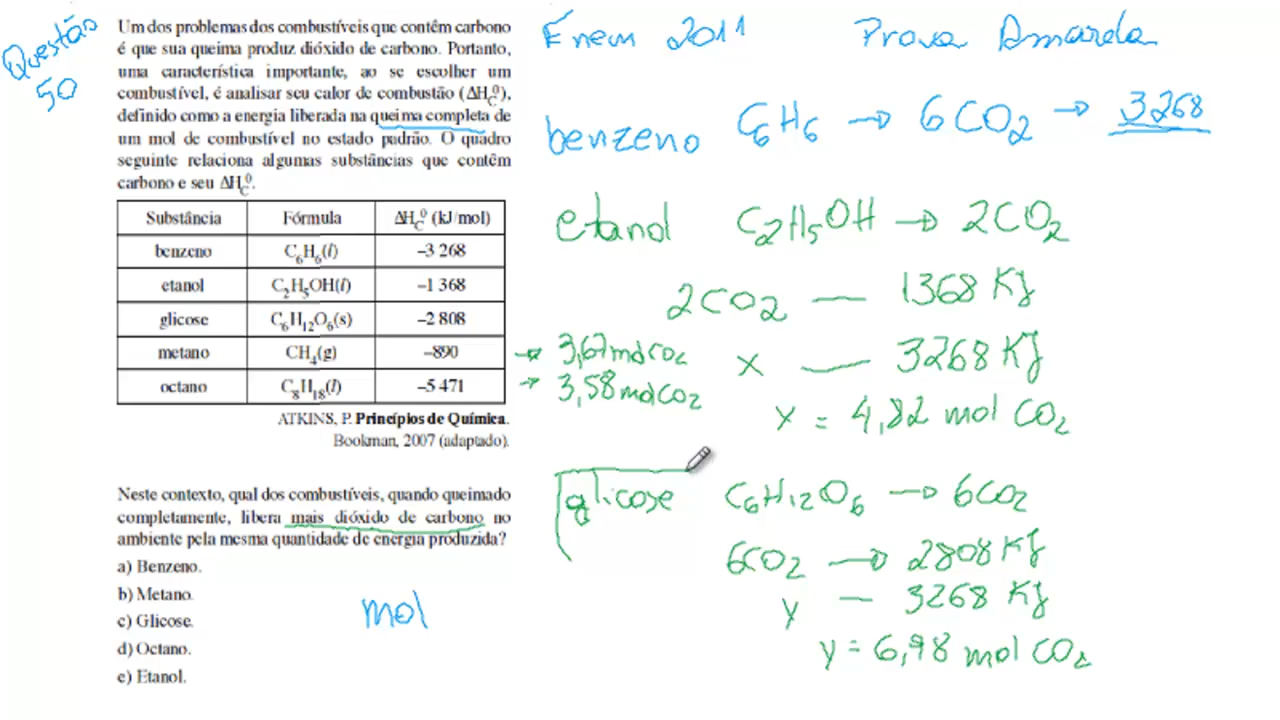 Questão
50
Um dos problemas dos combustíveis que contêm carbono
é que sua queima produz dióxido de carbono. Portanto,
uma característica importante, ao se escolher um
combustível, é analisar seu calor de combustão (ΔH_C^0),
definido como a energia liberada na queima completa de
um mol de combustível no estado padrão. O quadro
seguinte relaciona algumas substâncias que contêm
carbono e seu ΔH_C^0.
Substância Fórmula ΔH_C^0 (kJ/mol)
benzeno C₆H₆(l) –3 268
etanol C₂H₅OH(l) –1 368
glicose C₆H₁₂O₆(s) –2 808
metano CH₄(g) –890
octano C₈H₁₈(l) –5 471
ATKINS, P. Princípios de Química.
Bookman, 2007 (adaptado).
Neste contexto, qual dos combustíveis, quando queimado
completamente, libera mais dióxido de carbono no
ambiente pela mesma quantidade de energia produzida?
a) Benzeno.
b) Metano.
c) Glicose.
d) Octano.
e) Etanol.
mol
Enem 2011 Prova Amarela
benzeno C₆H₆ → 6CO₂ → 3268
etanol C₂H₅OH → 2CO₂
2CO₂ — 1368 KJ
→ 3,67 mol CO₂
x — 3268 KJ
→ 3,58 mol CO₂
x = 4,82 mol CO₂
glicose C₆H₁₂O₆ → 6CO₂
6CO₂ → 2808 KJ
y — 3268 KJ
y = 6,98 mol CO₂